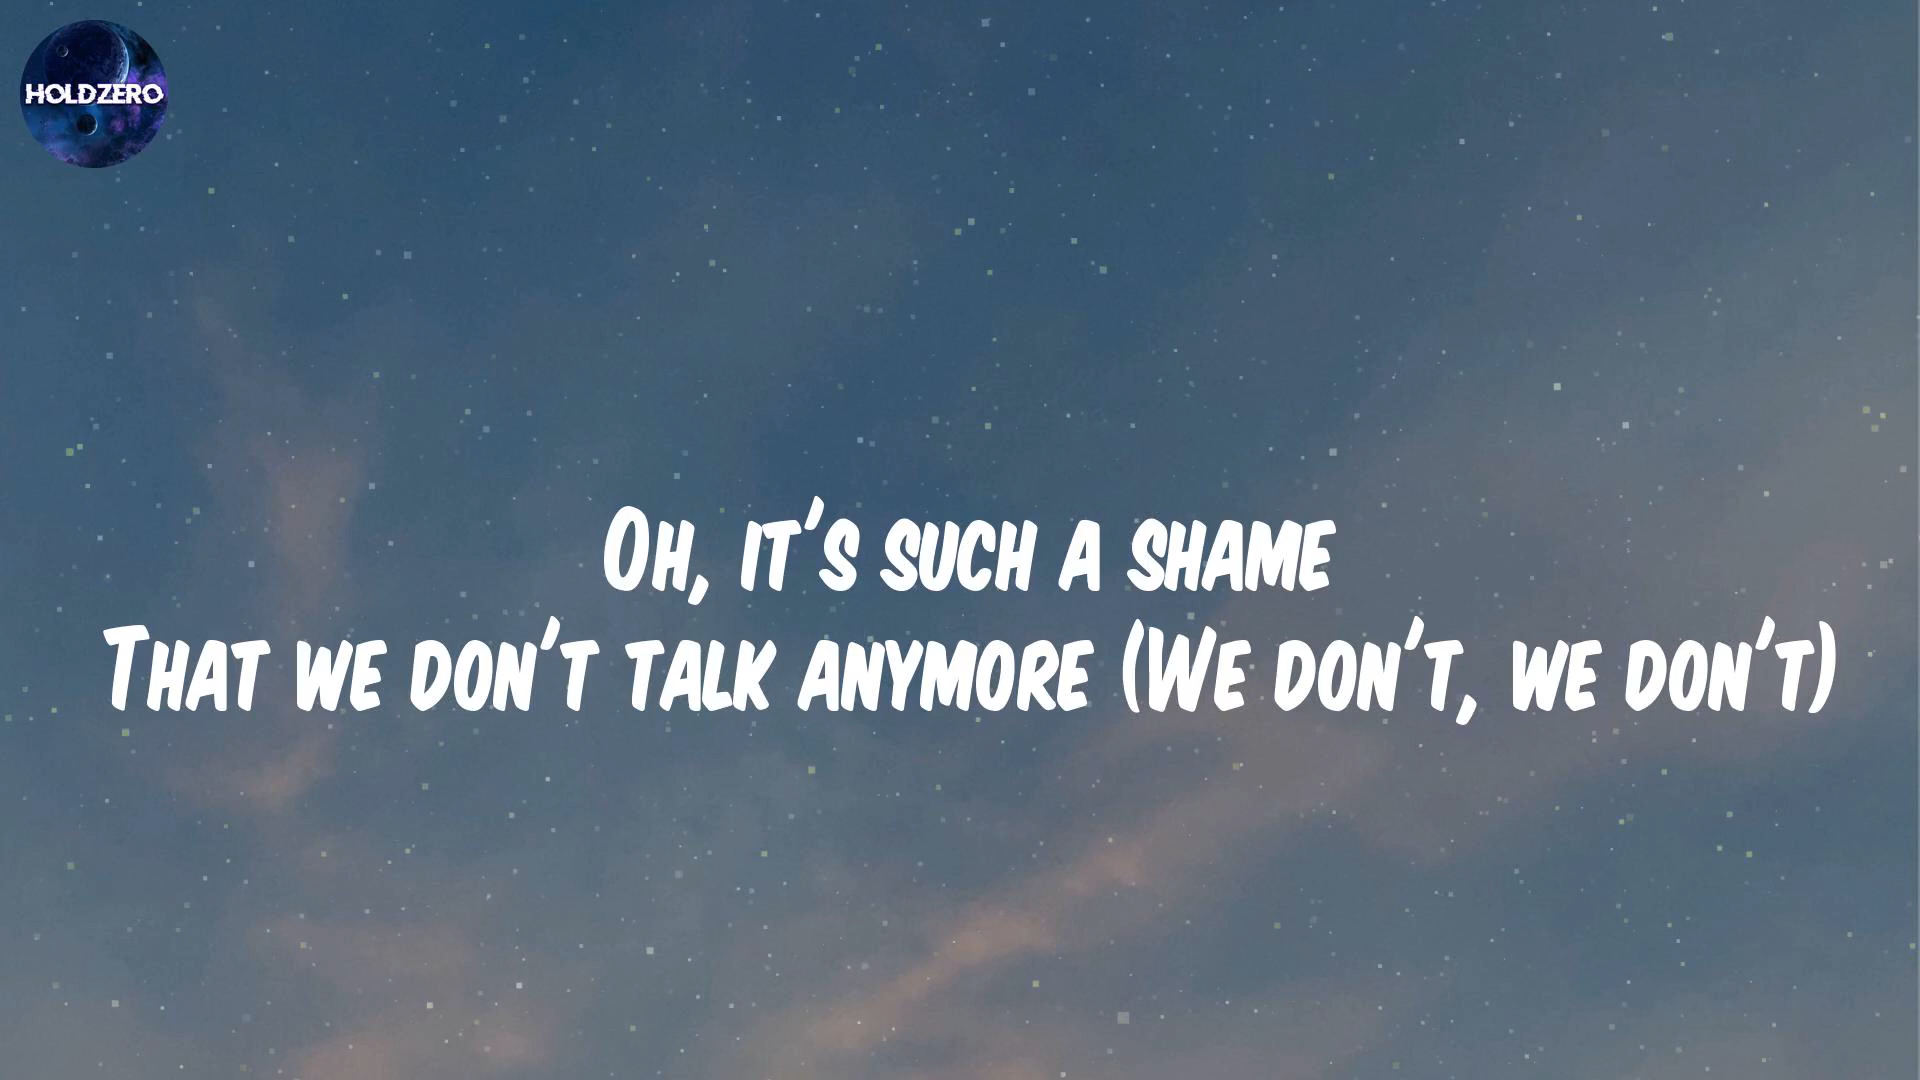 HOLDZERO
Oh, it's such a shame
That we don't talk anymore (We don't, we don't)